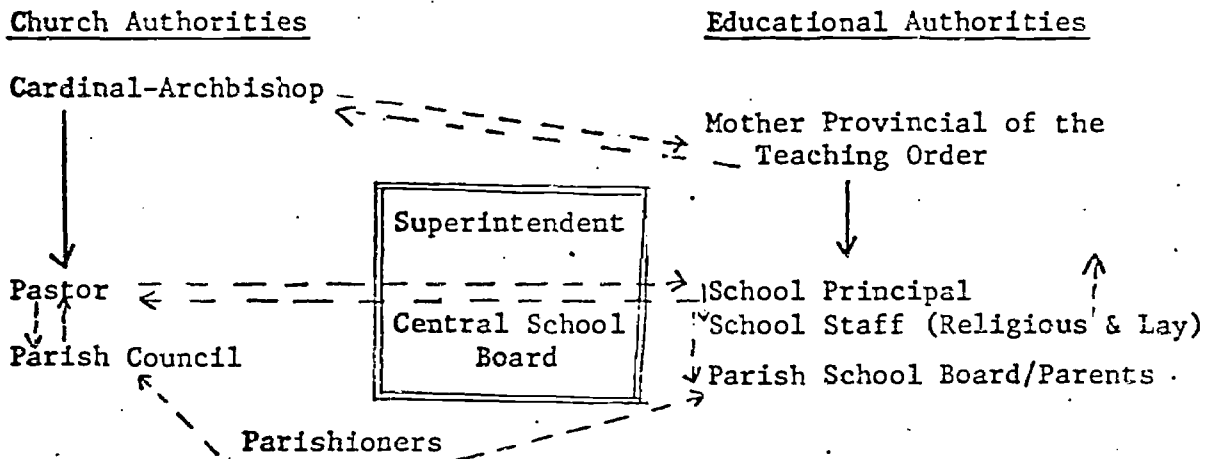 Church Authorities
Educational Authorities
Cardinal-Archbishop
Mother Provincial of the
Teaching Order
Superintendent
Pastor
School Principal
Central School
Board
School Staff (Religious & Lay)
Parish Council
Parish School Board/Parents
Parishioners